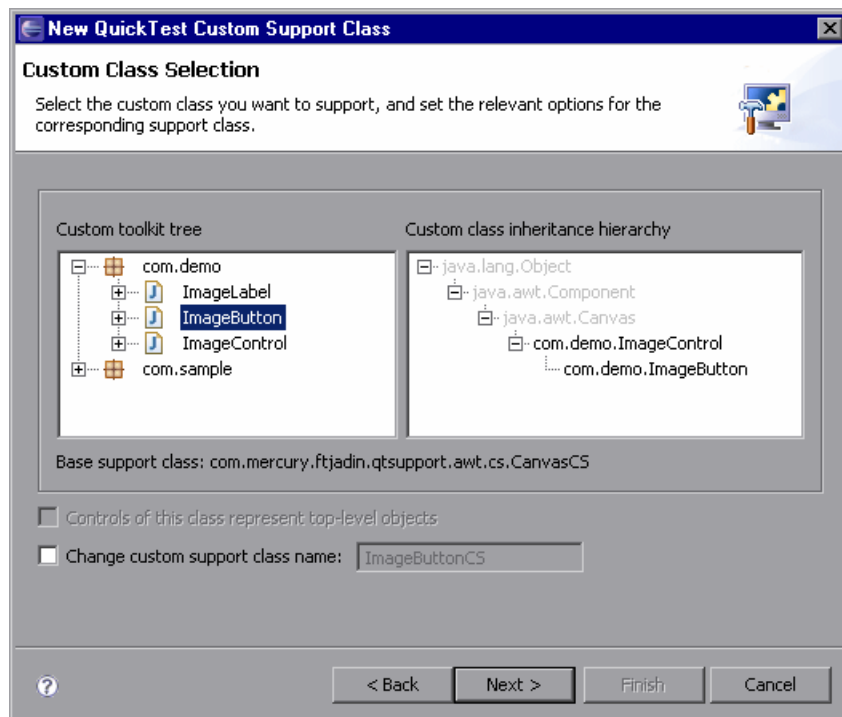 New QuickTest Custom Support Class
Custom Class Selection
Select the custom class you want to support, and set the relevant options for the
corresponding support class.
Custom toolkit tree
com.demo
ImageLabel
ImageButton
ImageControl
com.sample
Custom class inheritance hierarchy
java.lang.Object
java.awt.Component
java.awt.Canvas
com.demo.ImageControl
com.demo.ImageButton
Base support class: com.mercury.ftjadin.qtsupport.awt.cs.CanvasCS
Controls of this class represent top-level objects
Change custom support class name: ImageButtonCS
? < Back Next > Finish Cancel